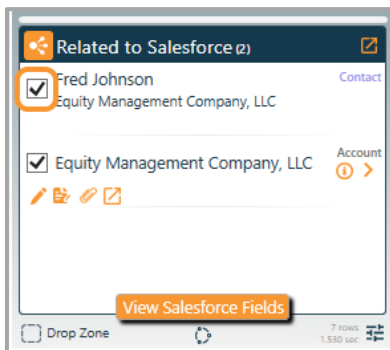 Related to Salesforce (2)
Fred Johnson Contact
Equity Management Company, LLC
Equity Management Company, LLC Account
View Salesforce Fields
Drop Zone 7 rows
1.530 sec